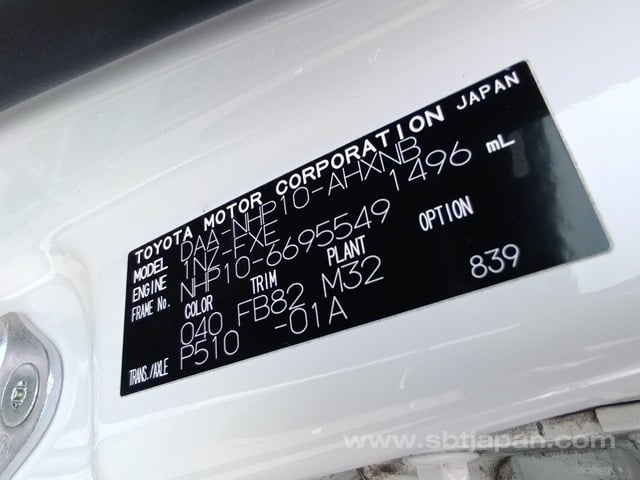 TOYOTA MOTOR CORPORATION JAPAN
MODEL DAA-NHP10-AHXNB
ENGINE 1NZ-FXE 1496 mL
FRAME No. NHP10-6695549
COLOR TRIM PLANT OPTION
040 FB82 M32 839
TRANS./AXLE P510 -01A
www.sbtjapan.com